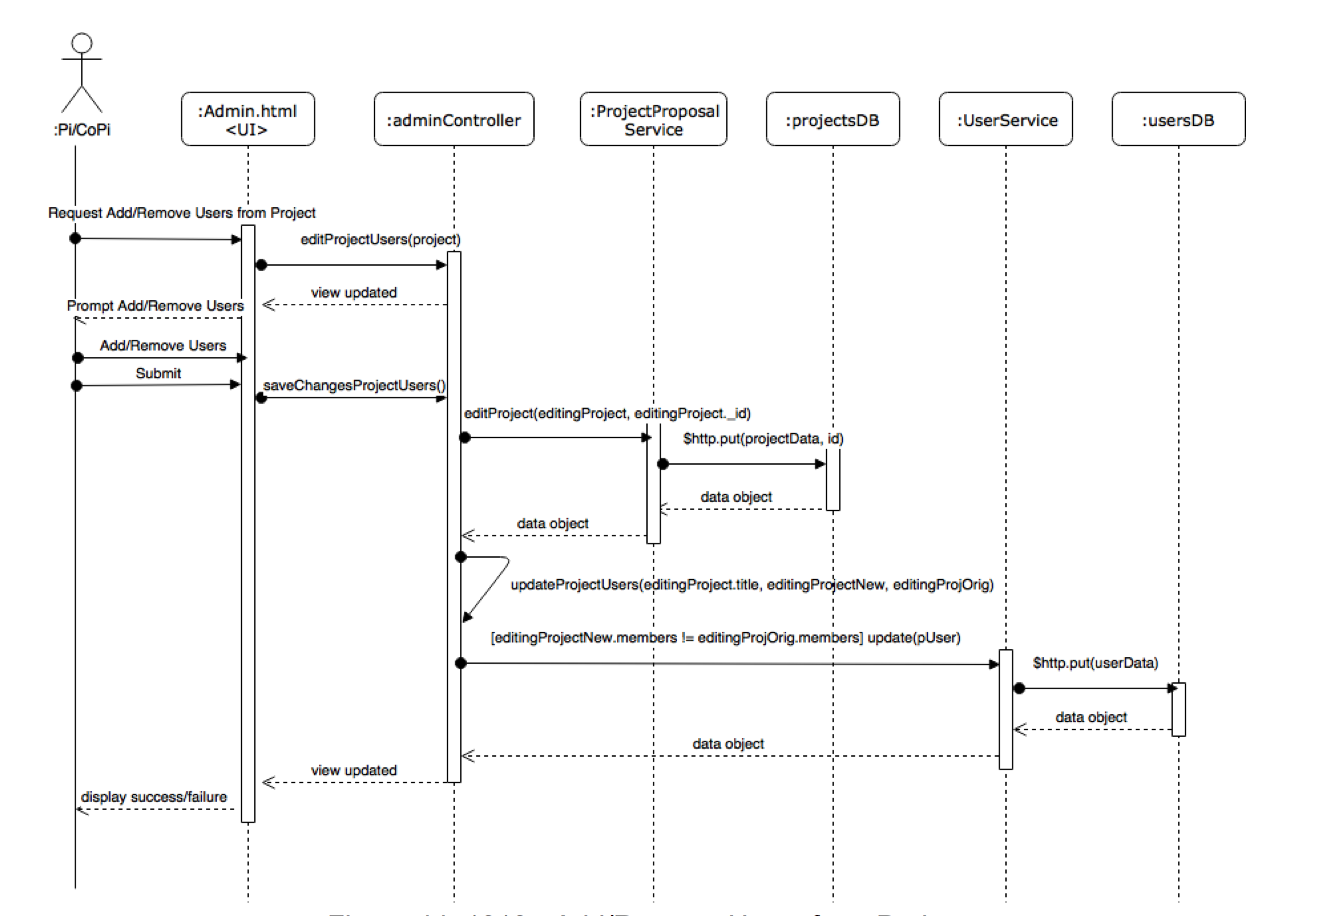 :Pi/CoPi
:Admin.html
<UI>
:adminController
:ProjectProposal
Service
:projectsDB
:UserService
:usersDB
Request Add/Remove Users from Project
editProjectUsers(project)
view updated
Prompt Add/Remove Users
Add/Remove Users
Submit
saveChangesProjectUsers()
editProject(editingProject, editingProject._id)
$http.put(projectData, id)
data object
data object
updateProjectUsers(editingProject.title, editingProjectNew, editingProjOrig)
[editingProjectNew.members != editingProjOrig.members] update(pUser)
$http.put(userData)
data object
data object
view updated
display success/failure